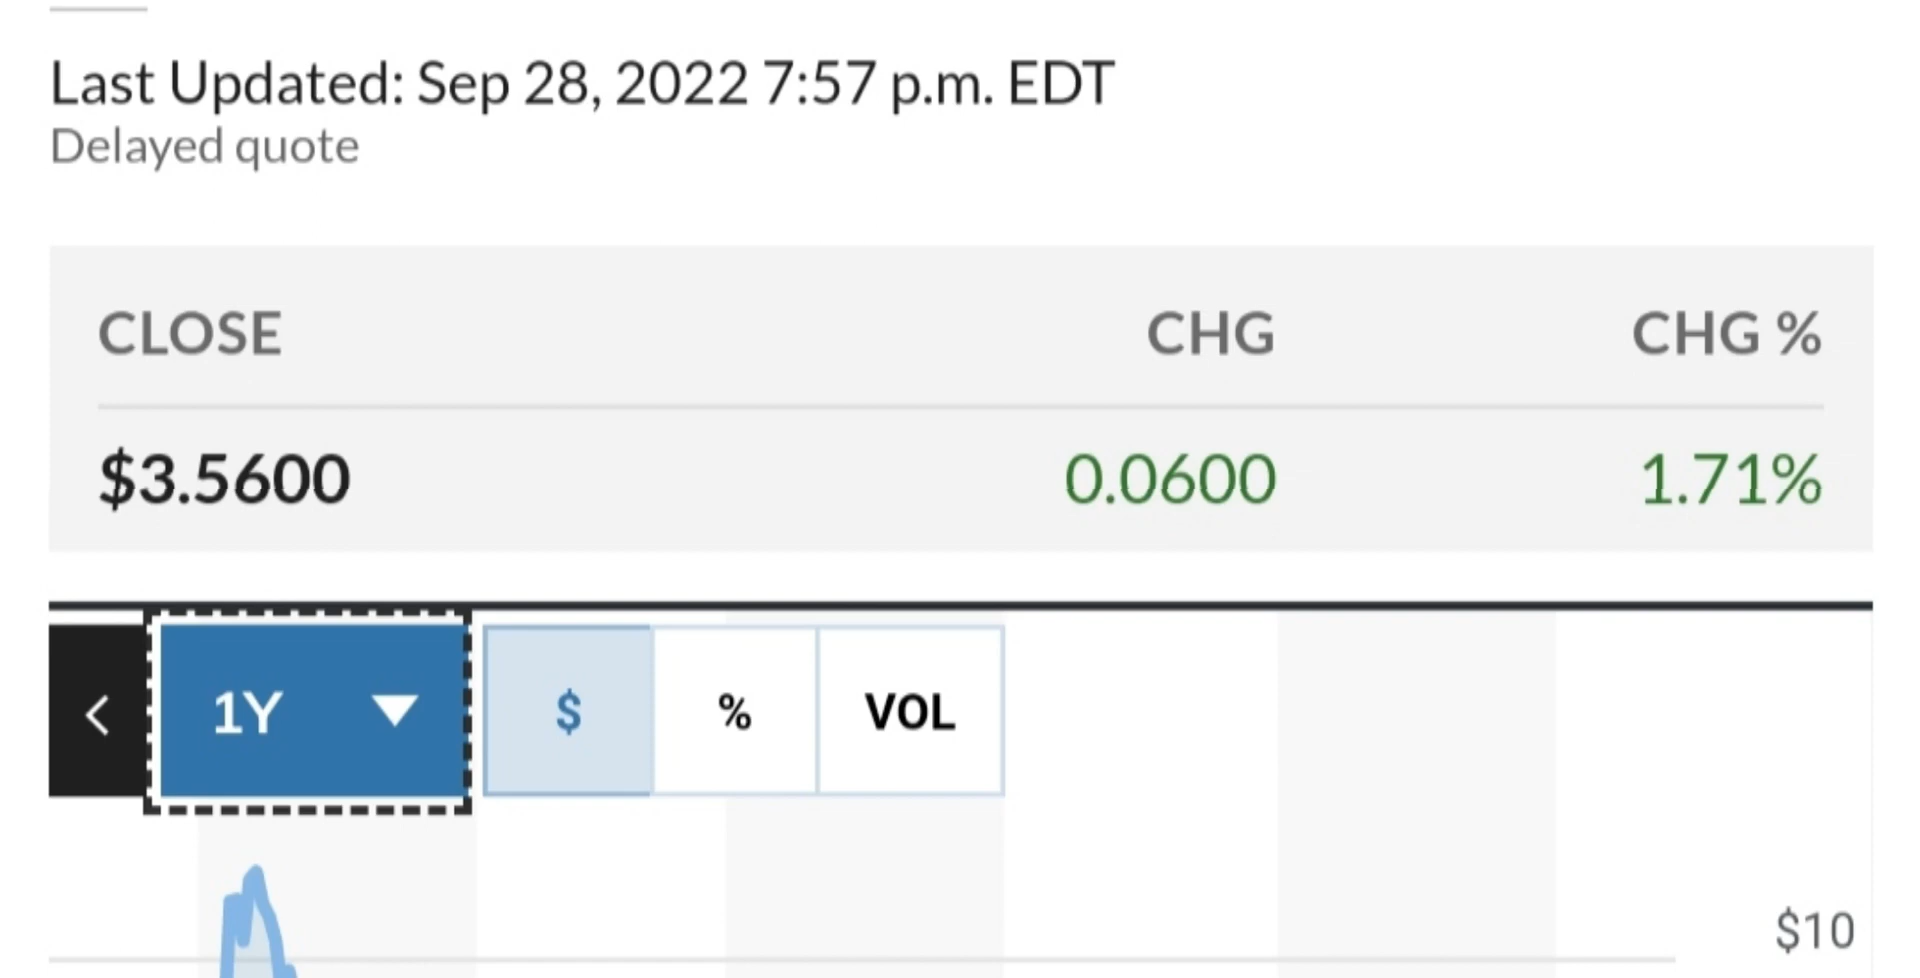 Last Updated: Sep 28, 2022 7:57 p.m. EDT
Delayed quote
CLOSE CHG CHG %
$3.5600 0.0600 1.71%
1Y $ % VOL
$10